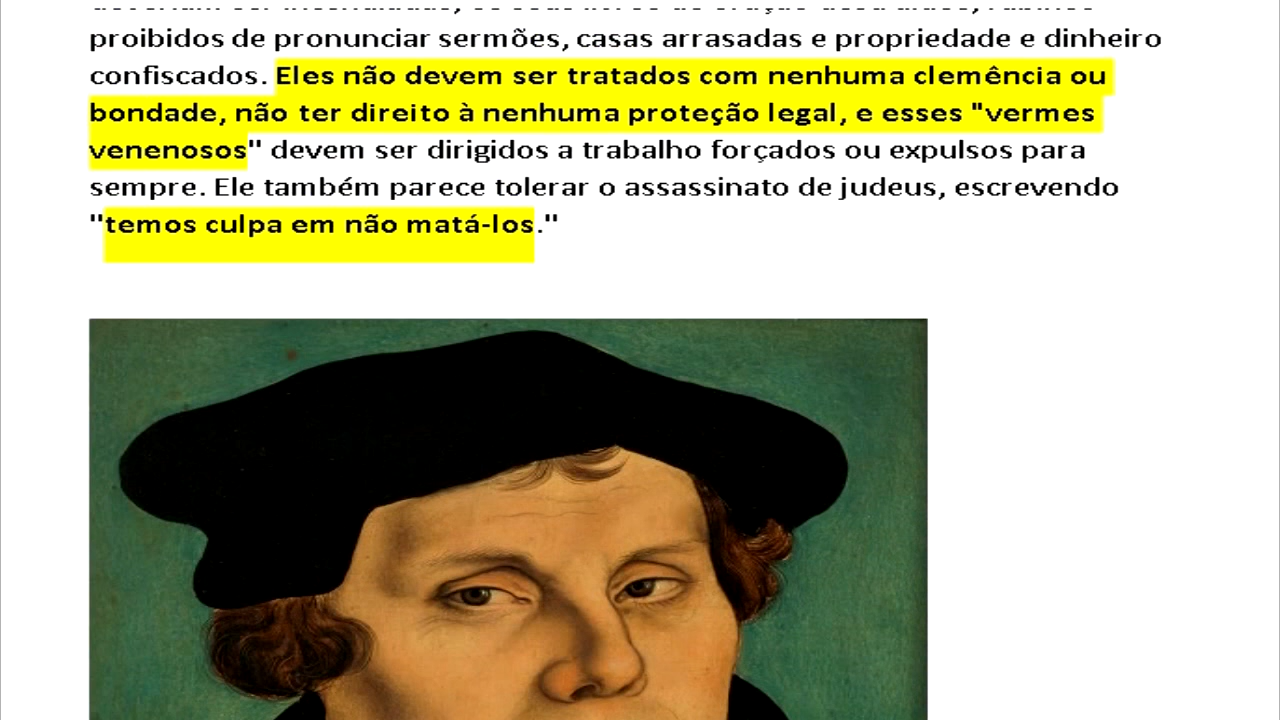 proibidos de pronunciar sermões, casas arrasadas e propriedade e dinheiro
confiscados. Eles não devem ser tratados com nenhuma clemência ou
bondade, não ter direito à nenhuma proteção legal, e esses "vermes
venenosos" devem ser dirigidos a trabalho forçados ou expulsos para
sempre. Ele também parece tolerar o assassinato de judeus, escrevendo
"temos culpa em não matá-los."